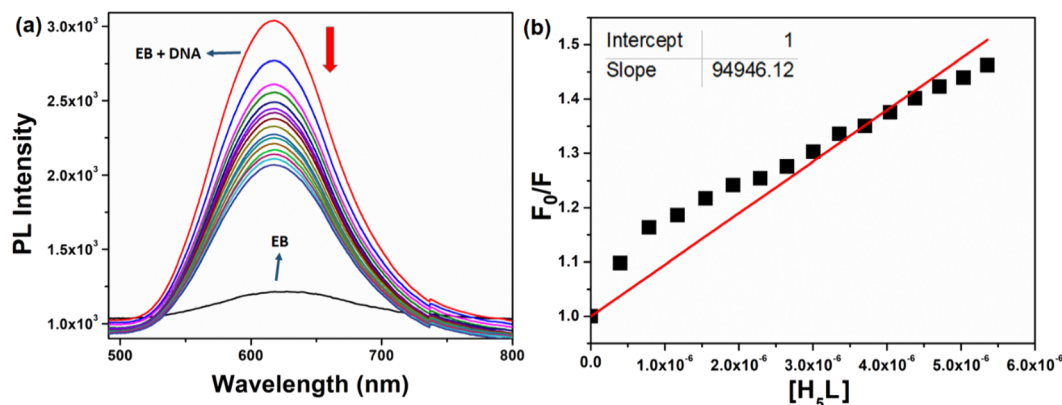 (a)
EB + DNA
EB
PL Intensity
3.0x10³
2.5x10³
2.0x10³
1.5x10³
1.0x10³
500
600
700
800
Wavelength (nm)
(b)
Intercept 1
Slope 94946.12
F₀/F
1.5
1.4
1.3
1.2
1.1
1.0
0.0
1.0x10⁻⁶
2.0x10⁻⁶
3.0x10⁻⁶
4.0x10⁻⁶
5.0x10⁻⁶
6.0x10⁻⁶
[H₅L]